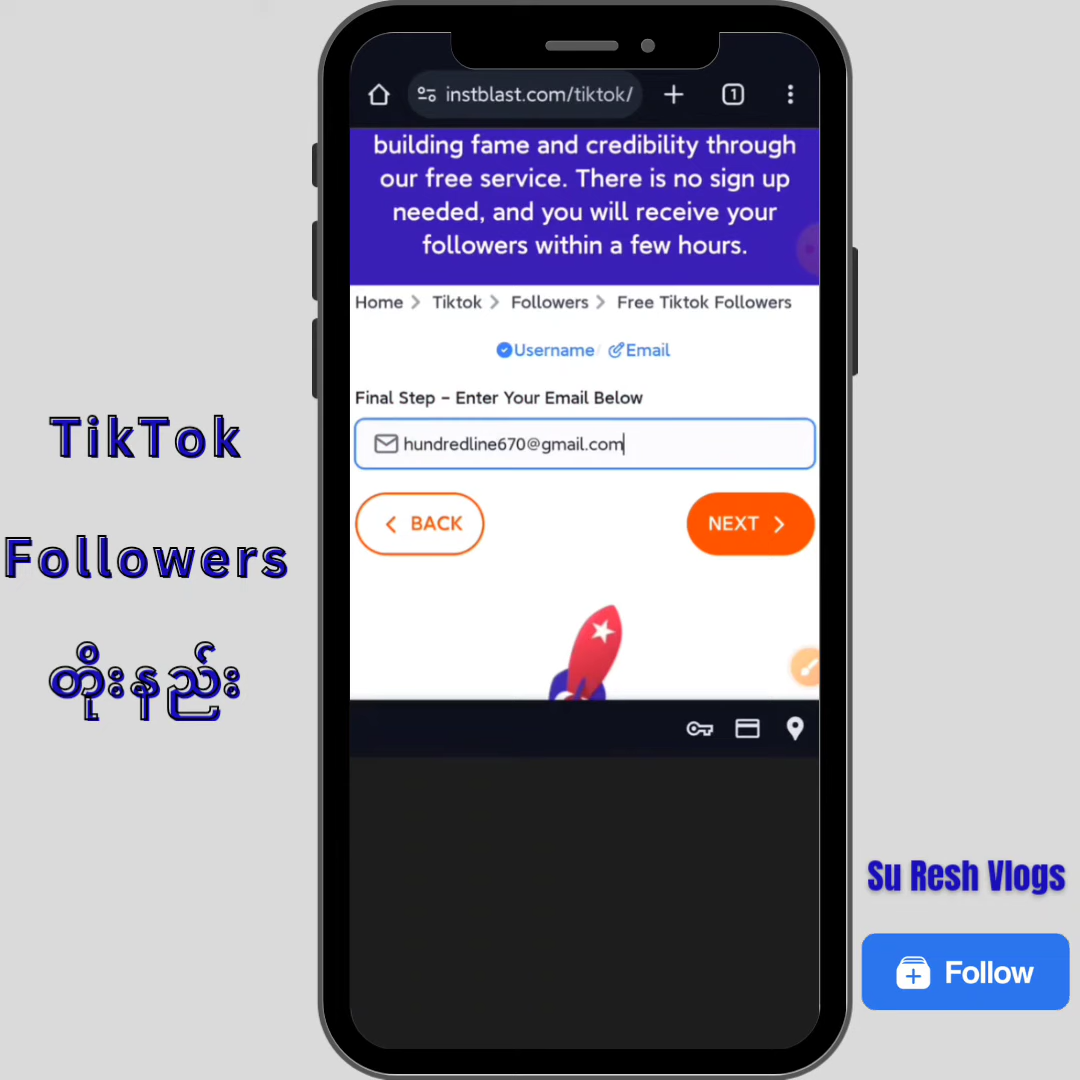 instblast.com/tiktok/
1
building fame and credibility through
our free service. There is no sign up
needed, and you will receive your
followers within a few hours.
Home > Tiktok > Followers > Free Tiktok Followers
Username / Email
Final Step – Enter Your Email Below
hundredline670@gmail.com
BACK
NEXT
TikTok
Followers
တိုးနည်း
Su Resh Vlogs
Follow